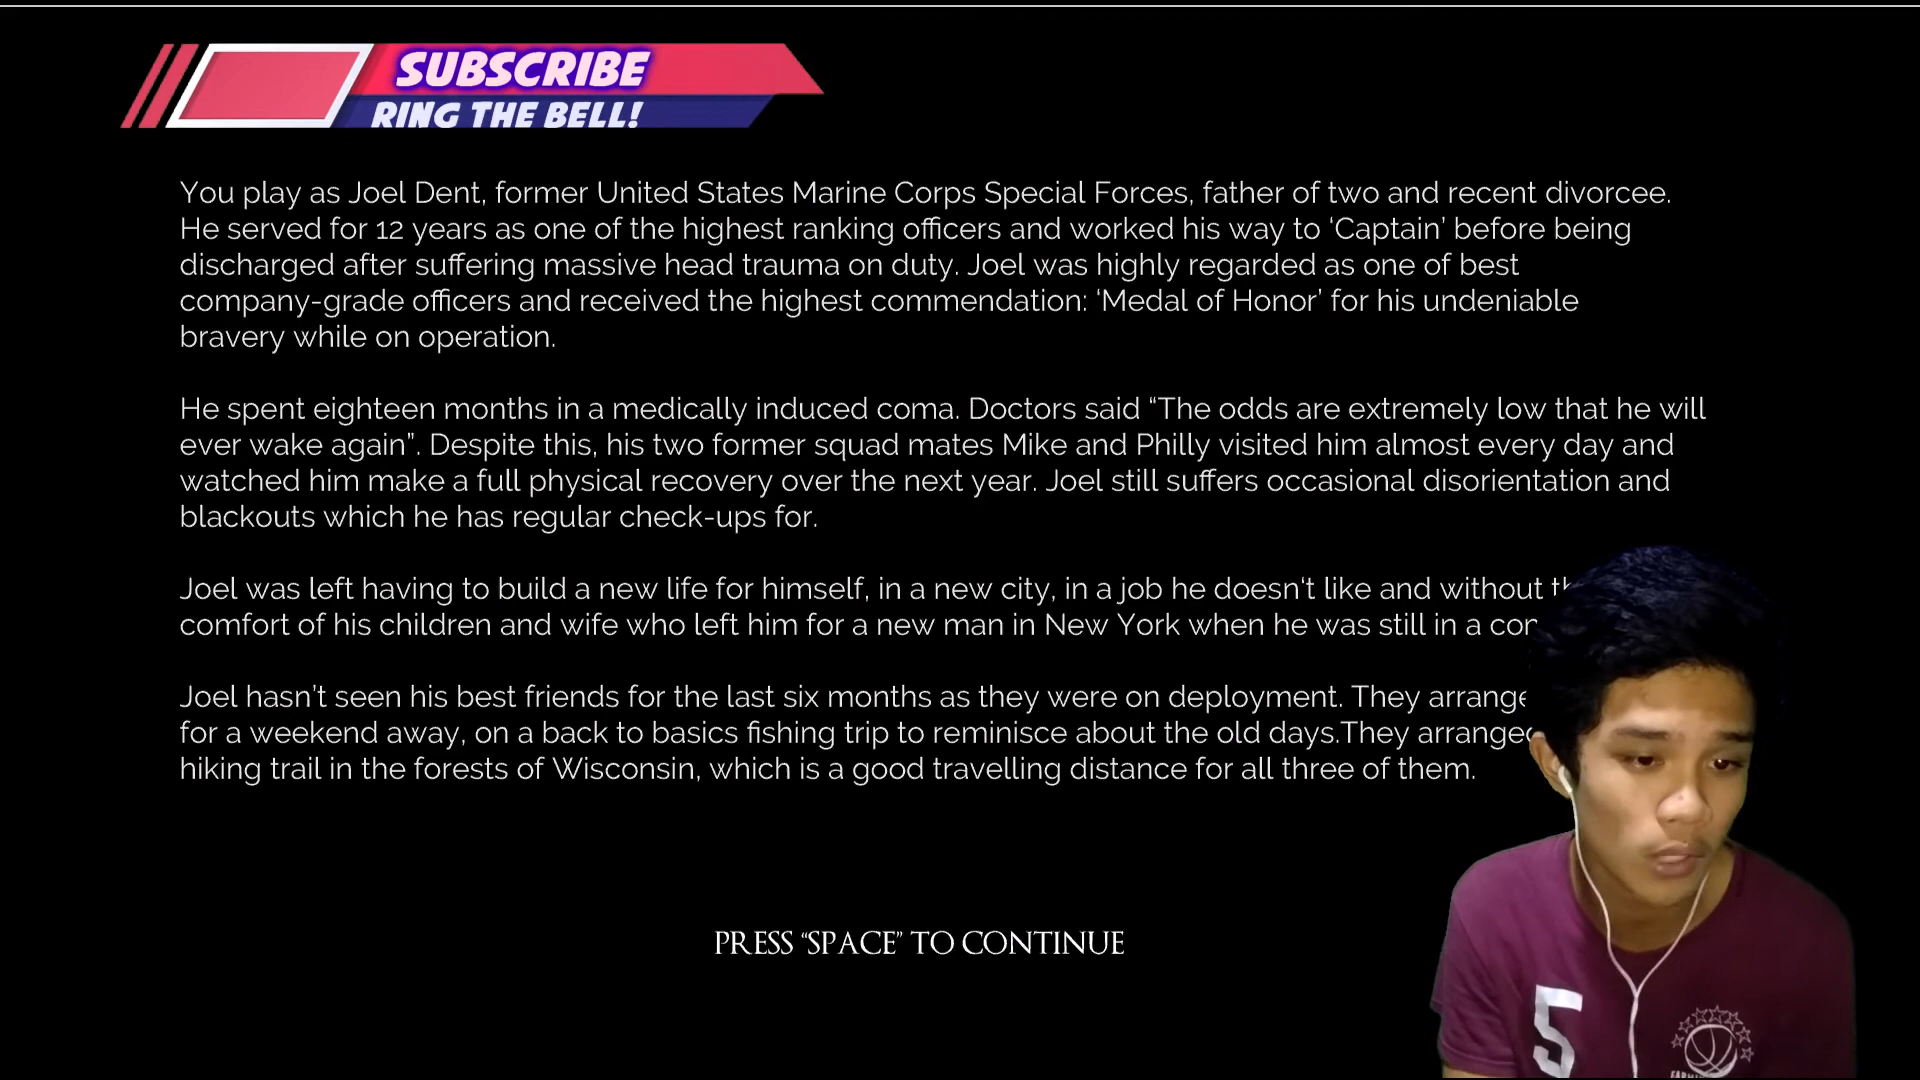 SUBSCRIBE
RING THE BELL!
You play as Joel Dent, former United States Marine Corps Special Forces, father of two and recent divorcee.
He served for 12 years as one of the highest ranking officers and worked his way to ‘Captain’ before being
discharged after suffering massive head trauma on duty. Joel was highly regarded as one of best
company-grade officers and received the highest commendation: ‘Medal of Honor’ for his undeniable
bravery while on operation.
He spent eighteen months in a medically induced coma. Doctors said “The odds are extremely low that he will
ever wake again”. Despite this, his two former squad mates Mike and Philly visited him almost every day and
watched him make a full physical recovery over the next year. Joel still suffers occasional disorientation and
blackouts which he has regular check-ups for.
Joel was left having to build a new life for himself, in a new city, in a job he doesn't like and without
comfort of his children and wife who left him for a new man in New York when he was still in a
Joel hasn’t seen his best friends for the last six months as they were on deployment. They
for a weekend away, on a back to basics fishing trip to reminisce about the old days.They arranged
hiking trail in the forests of Wisconsin, which is a good travelling distance for all three of them.
PRESS “SPACE” TO CONTINUE
5